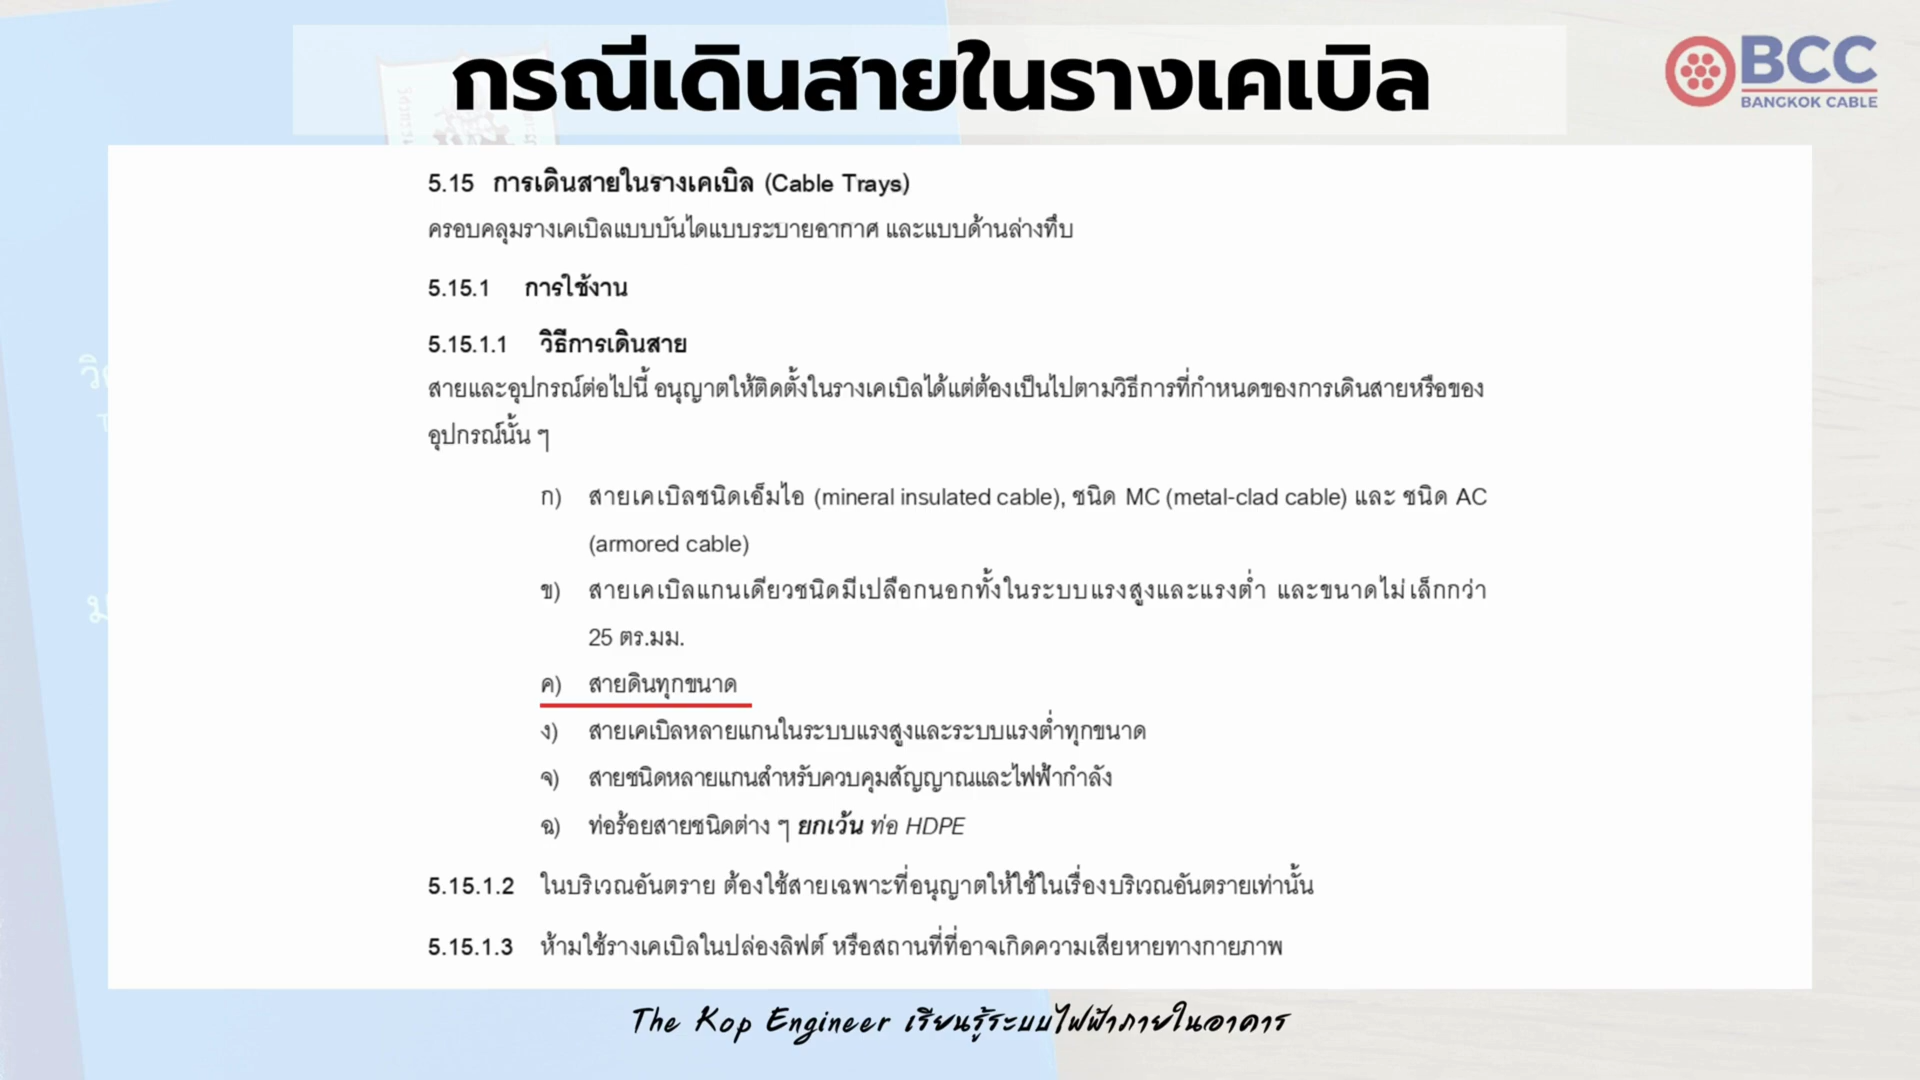 กรณีเดินสายในรางเคเบิล
BCC
BANGKOK CABLE
5.15 การเดินสายในรางเคเบิล (Cable Trays)
ครอบคลุมรางเคเบิลแบบบันไดแบบระบายอากาศ และแบบด้านล่างทึบ
5.15.1 การใช้งาน
5.15.1.1 วิธีการเดินสาย
สายและอุปกรณ์ต่อไปนี้ อนุญาตให้ติดตั้งในรางเคเบิลได้แต่ต้องเป็นไปตามวิธีการที่กำหนดของการเดินสายหรือของ
อุปกรณ์นั้น ๆ
ก) สายเคเบิลชนิดเอ็มไอ (mineral insulated cable), ชนิด MC (metal-clad cable) และ ชนิด AC
(armored cable)
ข) สายเคเบิลแกนเดียวชนิดมีเปลือกนอกทั้งในระบบแรงสูงและแรงต่ำ และขนาดไม่เล็กกว่า
25 ตร.มม.
ค) สายดินทุกขนาด
ง) สายเคเบิลหลายแกนในระบบแรงสูงและระบบแรงต่ำทุกขนาด
จ) สายชนิดหลายแกนสำหรับควบคุมสัญญาณและไฟฟ้ากำลัง
ฉ) ท่อร้อยสายชนิดต่าง ๆ ยกเว้น ท่อ HDPE
5.15.1.2 ในบริเวณอันตราย ต้องใช้สายเฉพาะที่อนุญาตให้ใช้ในเรื่องบริเวณอันตรายเท่านั้น
5.15.1.3 ห้ามใช้รางเคเบิลในปล่องลิฟต์ หรือสถานที่ที่อาจเกิดความเสียหายทางกายภาพ
The Kop Engineer เรียนรู้ระบบไฟฟ้าภายในอาคาร